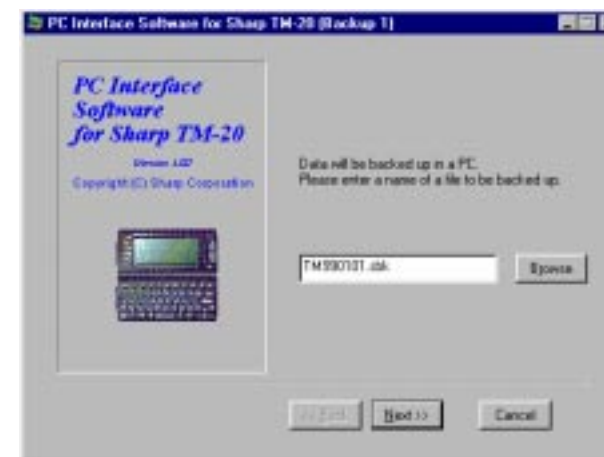 PC Interface Software for Sharp TM-20 (Backup 1)
PC Interface
Software
for Sharp TM-20
Version
Copyright (C) Sharp Corporation
Data will be backed up in a PC.
Please enter a name of a file to be backed up.
Browse
Next >>
Cancel